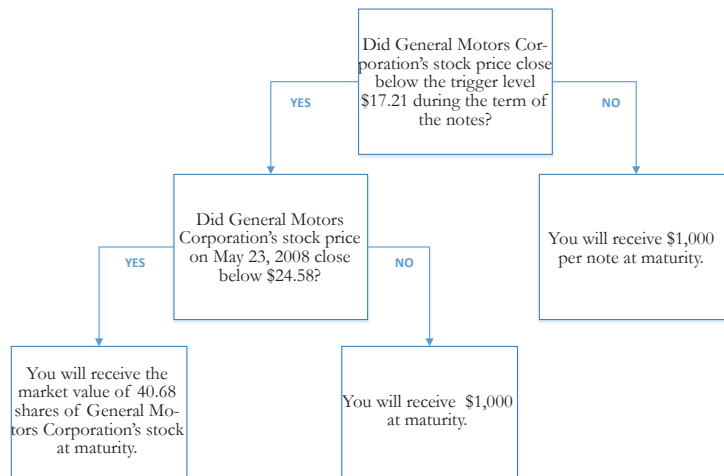 Did General Motors Cor-
poration's stock price close
below the trigger level
$17.21 during the term of
the notes?
YES
NO
Did General Motors
Corporation's stock price
on May 23, 2008 close
below $24.58?
You will receive $1,000
per note at maturity.
YES
NO
You will receive the
market value of 40.68
shares of General Mo-
tors Corporation's stock
at maturity.
You will receive  $1,000
at maturity.